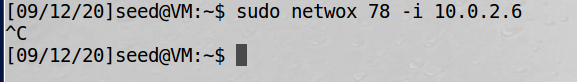 [09/12/20]seed@VM:~$ sudo netwox 78 -i 10.0.2.6
^C
[09/12/20]seed@VM:~$